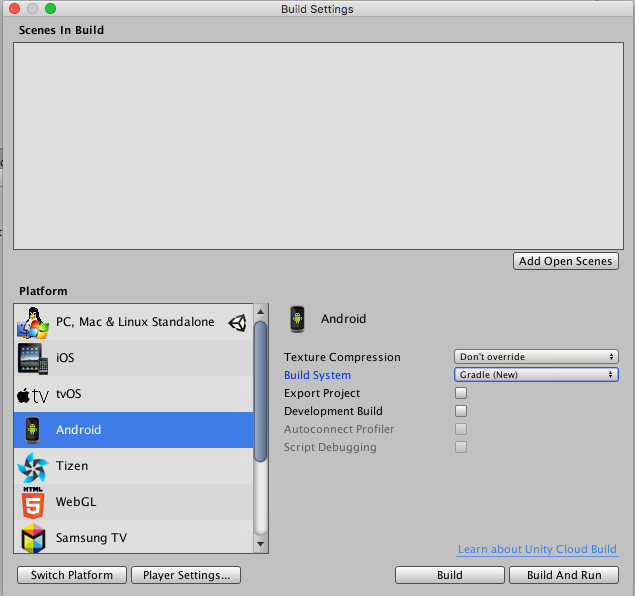 Build Settings
Scenes In Build
Add Open Scenes
Platform
PC, Mac & Linux Standalone
iOS
tv
tvOS
Android
Tizen
HTML
5
WebGL
Samsung TV
Android
Texture Compression
Don't override
Build System
Gradle (New)
Export Project
Development Build
Autoconnect Profiler
Script Debugging
Learn about Unity Cloud Build
Switch Platform
Player Settings...
Build
Build And Run